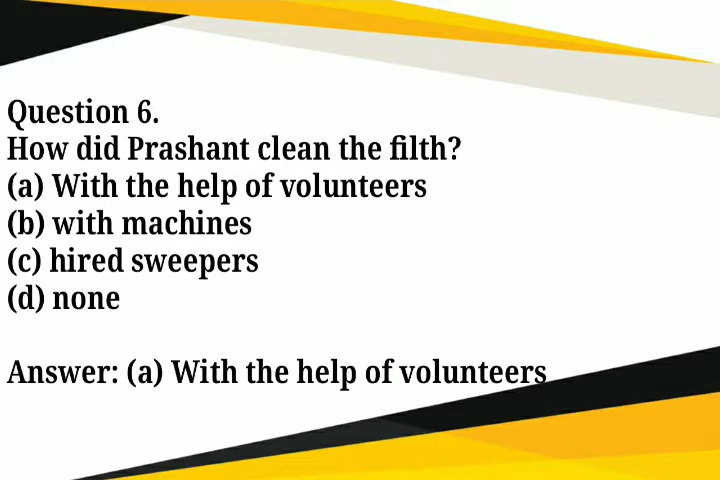 Question 6.
How did Prashant clean the filth?
(a) With the help of volunteers
(b) with machines
(c) hired sweepers
(d) none
Answer: (a) With the help of volunteers